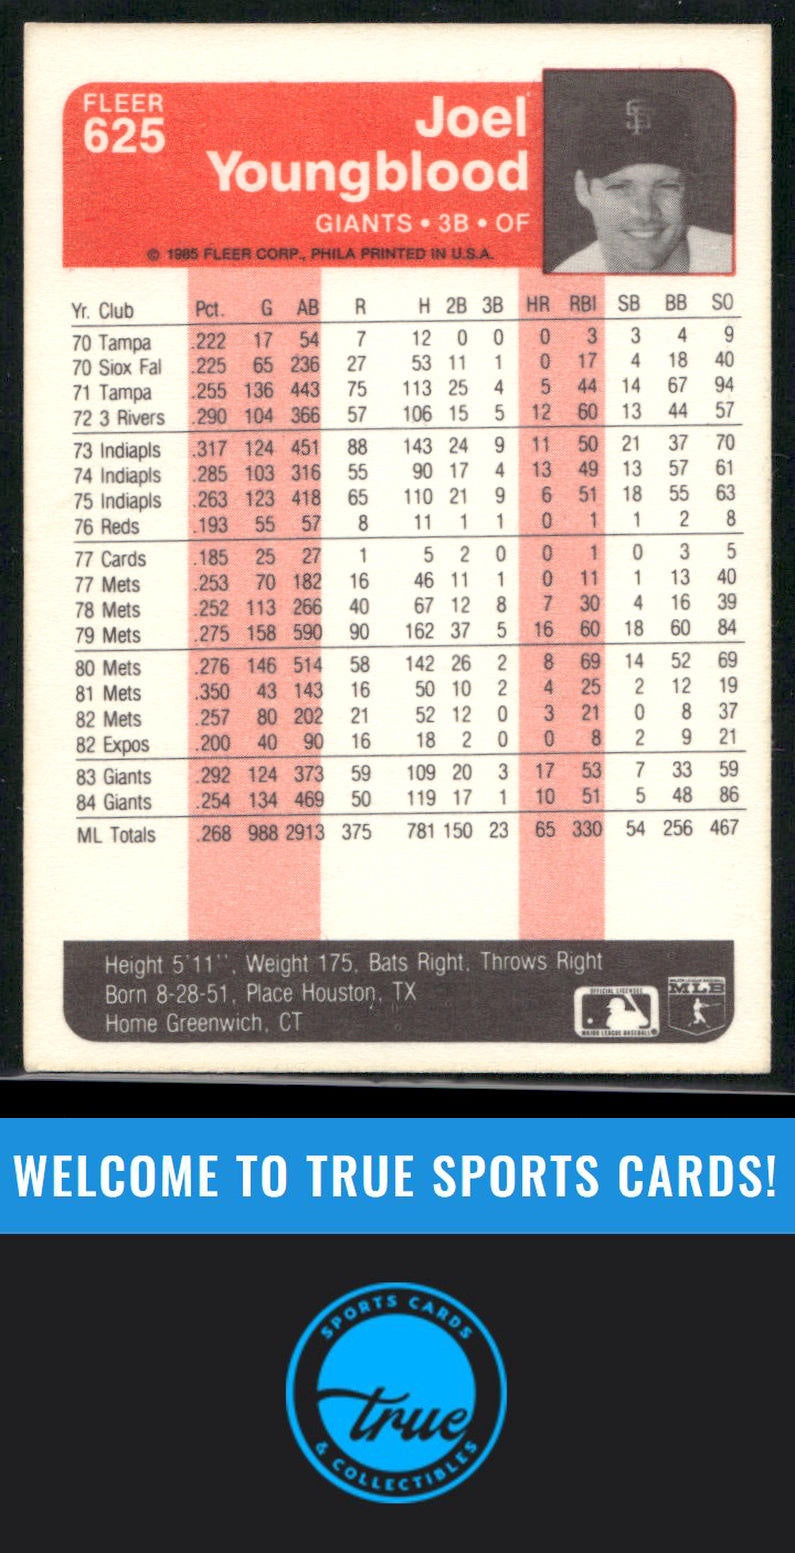 FLEER
625
Joel
Youngblood
GIANTS • 3B • OF
© 1985 FLEER CORP., PHILA PRINTED IN U.S.A.
Yr. Club Pct. G AB R H 2B 3B HR RBI SB BB SO
70 Tampa .222 17 54 7 12 0 0 0 3 3 4 9
70 Siox Fal .225 65 236 27 53 11 1 0 17 4 18 40
71 Tampa .255 136 443 75 113 25 4 5 44 14 67 94
72 3 Rivers .290 104 366 57 106 15 5 12 60 13 44 57
73 Indiapls .317 124 451 88 143 24 9 11 50 21 37 70
74 Indiapls .285 103 316 55 90 17 4 13 49 13 57 61
75 Indiapls .263 123 418 65 110 21 9 6 51 18 55 63
76 Reds .193 55 57 8 11 1 1 0 1 1 2 8
77 Cards .185 25 27 1 5 2 0 0 1 0 3 5
77 Mets .253 70 182 16 46 11 1 0 11 1 13 40
78 Mets .252 113 266 40 67 12 8 7 30 4 16 39
79 Mets .275 158 590 90 162 37 5 16 60 18 60 84
80 Mets .276 146 514 58 142 26 2 8 69 14 52 69
81 Mets .350 43 143 16 50 10 2 4 25 2 12 19
82 Mets .257 80 202 21 52 12 0 3 21 0 8 37
82 Expos .200 40 90 16 18 2 0 0 8 2 9 21
83 Giants .292 124 373 59 109 20 3 17 53 7 33 59
84 Giants .254 134 469 50 119 17 1 10 51 5 48 86
ML Totals .268 988 2913 375 781 150 23 65 330 54 256 467
Height 5'11'', Weight 175, Bats Right, Throws Right
Born 8-28-51, Place Houston, TX
Home Greenwich, CT
OFFICIAL LICENSEE
MAJOR LEAGUE BASEBALL
MAJOR LEAGUE BASEBALL
MLB
WELCOME TO TRUE SPORTS CARDS!
SPORTS CARDS
true
& COLLECTIBLES